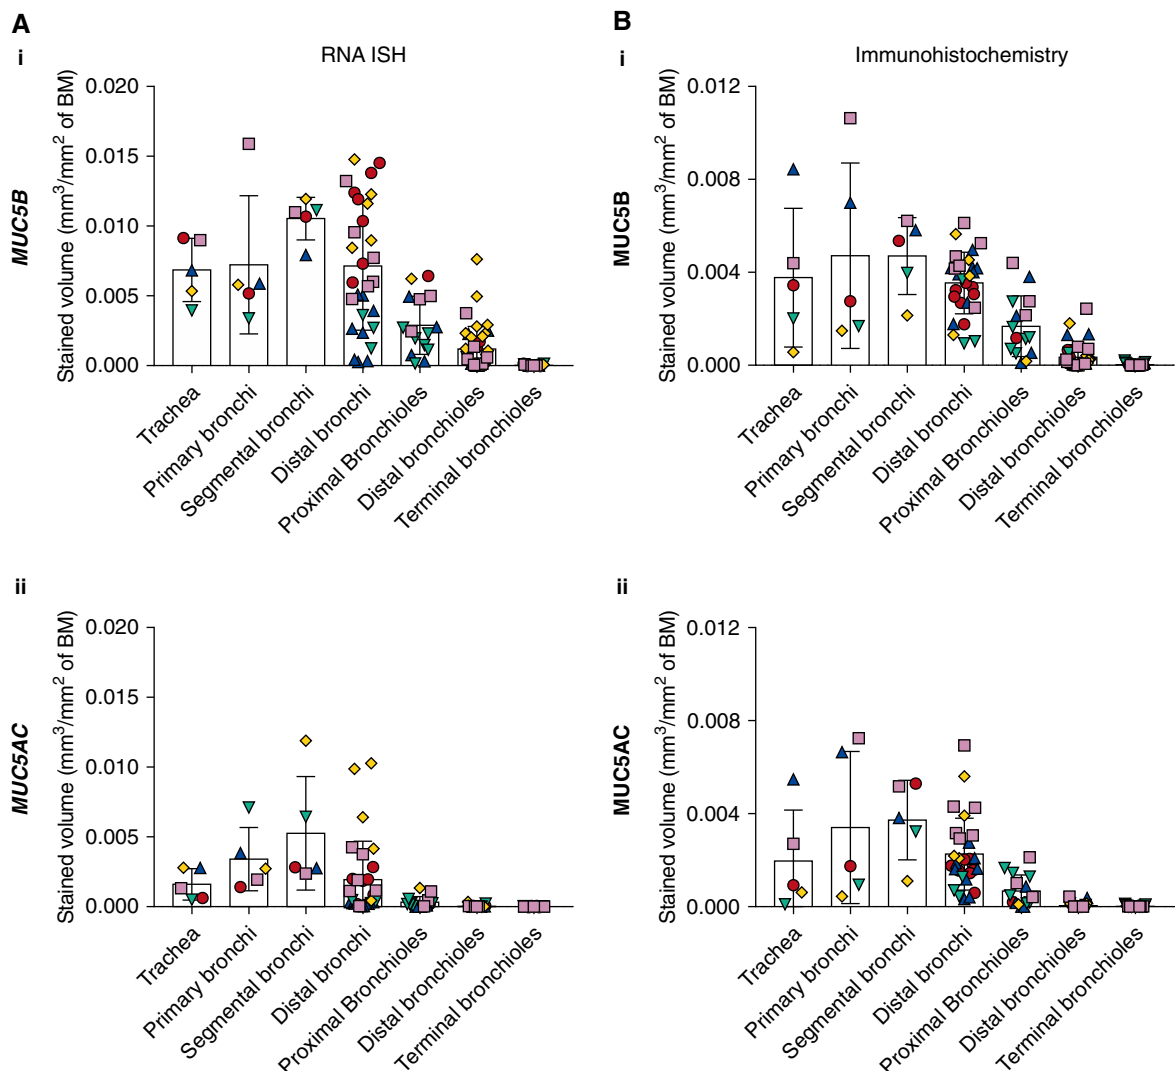 A
B
i
RNA ISH
i
Immunohistochemistry
MUC5B
Stained volume (mm³/mm² of BM)
0.020
0.015
0.010
0.005
0.000
Trachea
Primary bronchi
Segmental bronchi
Distal bronchi
Proximal Bronchioles
Distal bronchioles
Terminal bronchioles
MUC5B
Stained volume (mm³/mm² of BM)
0.012
0.008
0.004
0.000
Trachea
Primary bronchi
Segmental bronchi
Distal bronchi
Proximal Bronchioles
Distal bronchioles
Terminal bronchioles
ii
MUC5AC
Stained volume (mm³/mm² of BM)
0.020
0.015
0.010
0.005
0.000
Trachea
Primary bronchi
Segmental bronchi
Distal bronchi
Proximal Bronchioles
Distal bronchioles
Terminal bronchioles
ii
MUC5AC
Stained volume (mm³/mm² of BM)
0.012
0.008
0.004
0.000
Trachea
Primary bronchi
Segmental bronchi
Distal bronchi
Proximal Bronchioles
Distal bronchioles
Terminal bronchioles